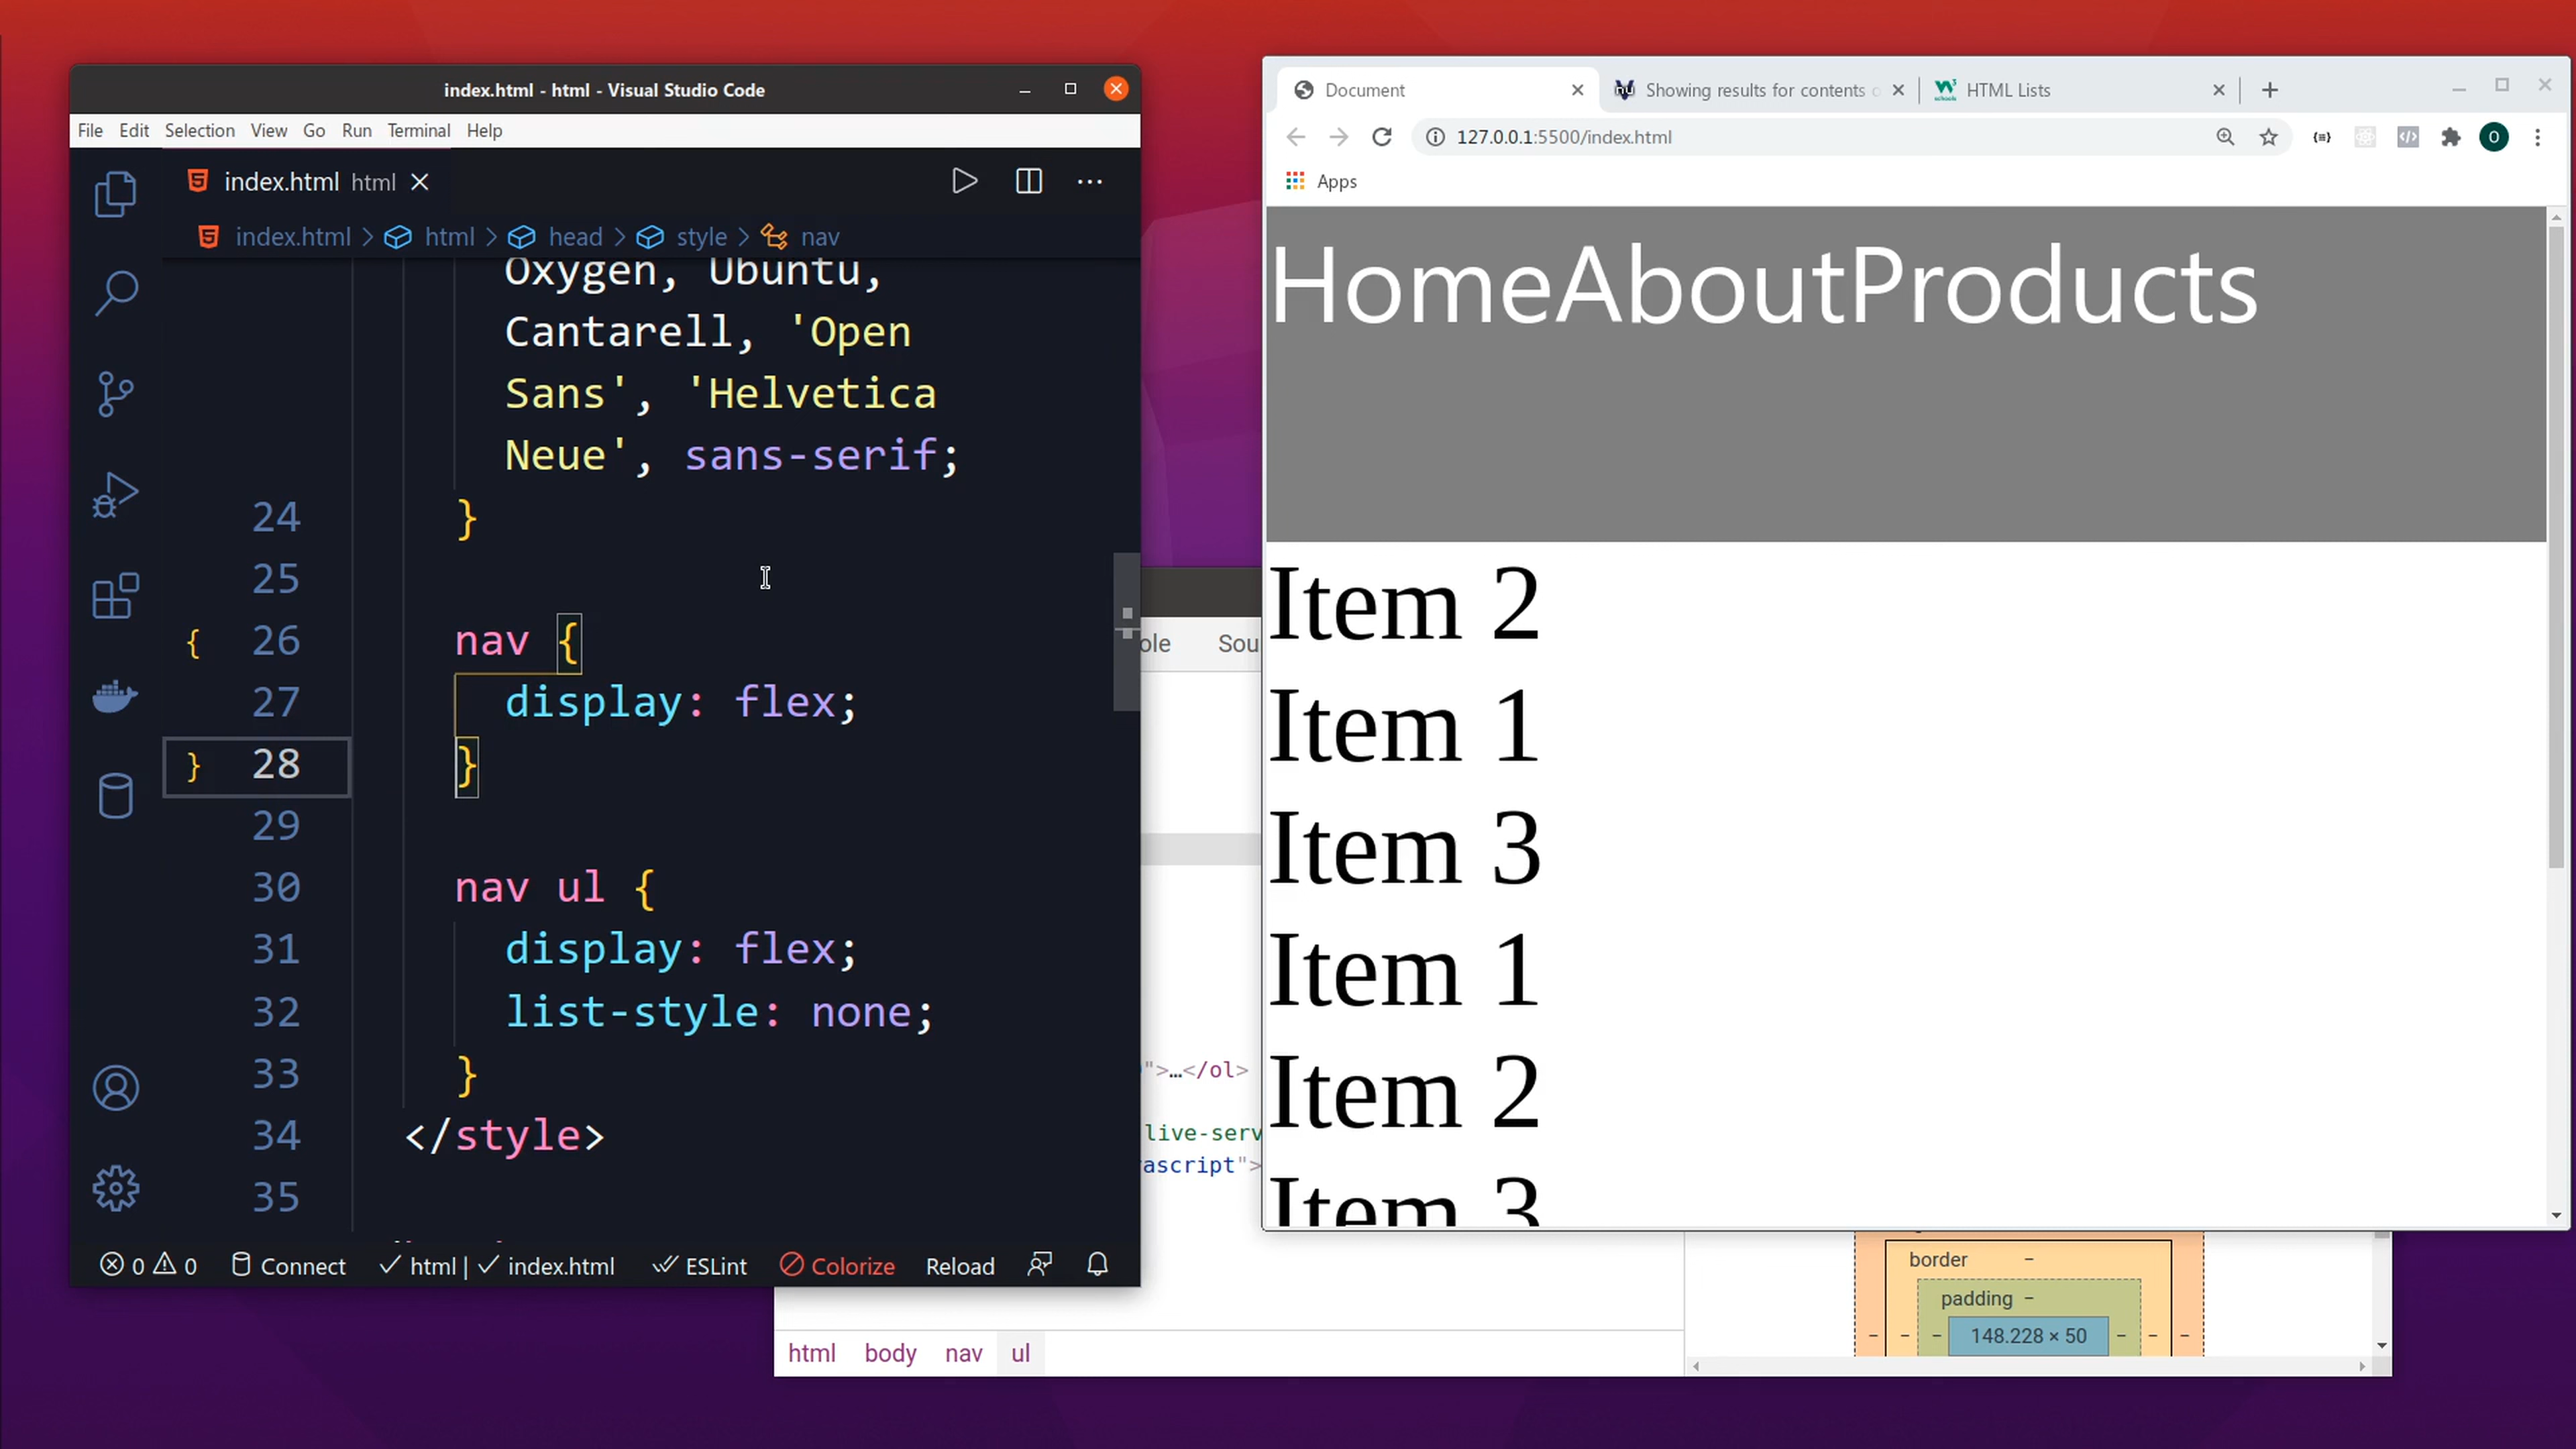 index.html - html - Visual Studio Code
File Edit Selection View Go Run Terminal Help
index.html html
index.html > html > head > style > nav
Oxygen, Ubuntu,
Cantarell, 'Open
Sans', 'Helvetica
Neue', sans-serif;
24 }
25
{ 26 nav {
27 display: flex;
} 28 }
29
30 nav ul {
31 display: flex;
32 list-style: none;
33 }
34 </style>
35
0 0 Connect html | index.html ESLint Colorize Reload
Document Showing results for contents HTML Lists
127.0.0.1:5500/index.html
Apps
HomeAboutProducts
Item 2
Item 1
Item 3
Item 1
Item 2
Item 3
ole Sou
">…</ol>
live-serv
ascript">
html body nav ul
border -
padding -
- - - 148.228 × 50 - - -